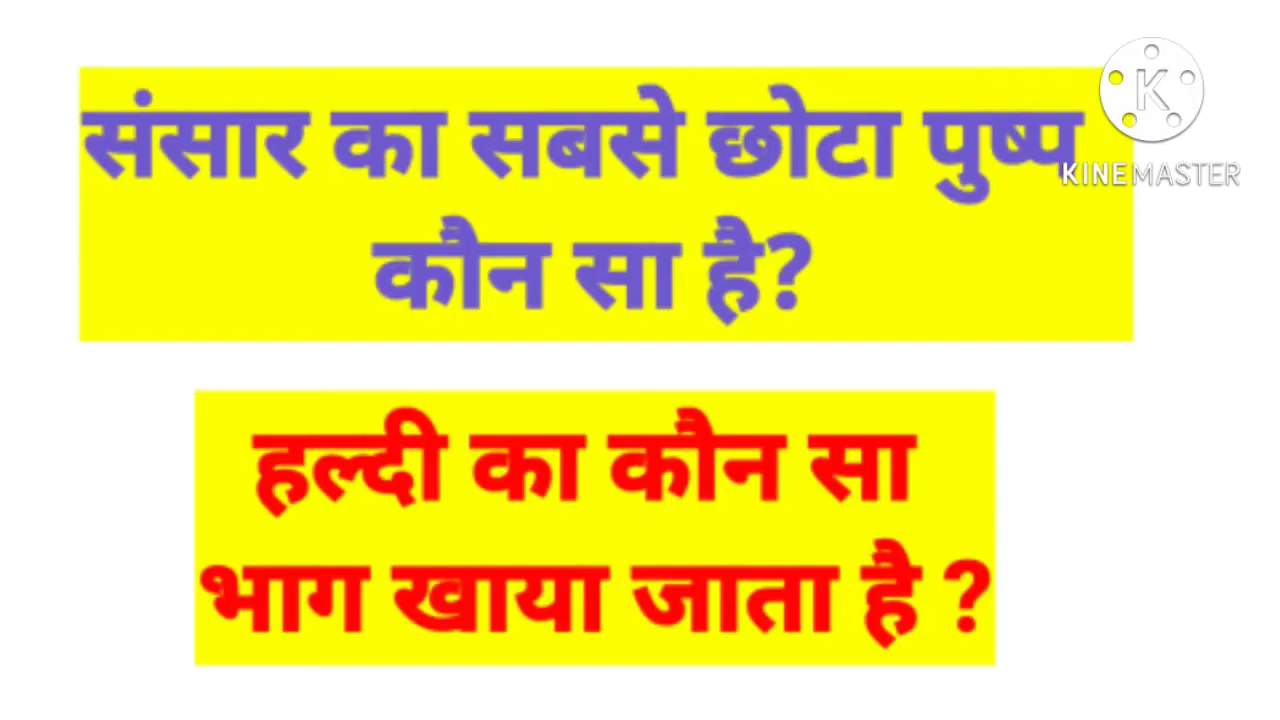 संसार का सबसे छोटा पुष्प
कौन सा है?
KINEMASTER
हल्दी का कौन सा
भाग खाया जाता है ?